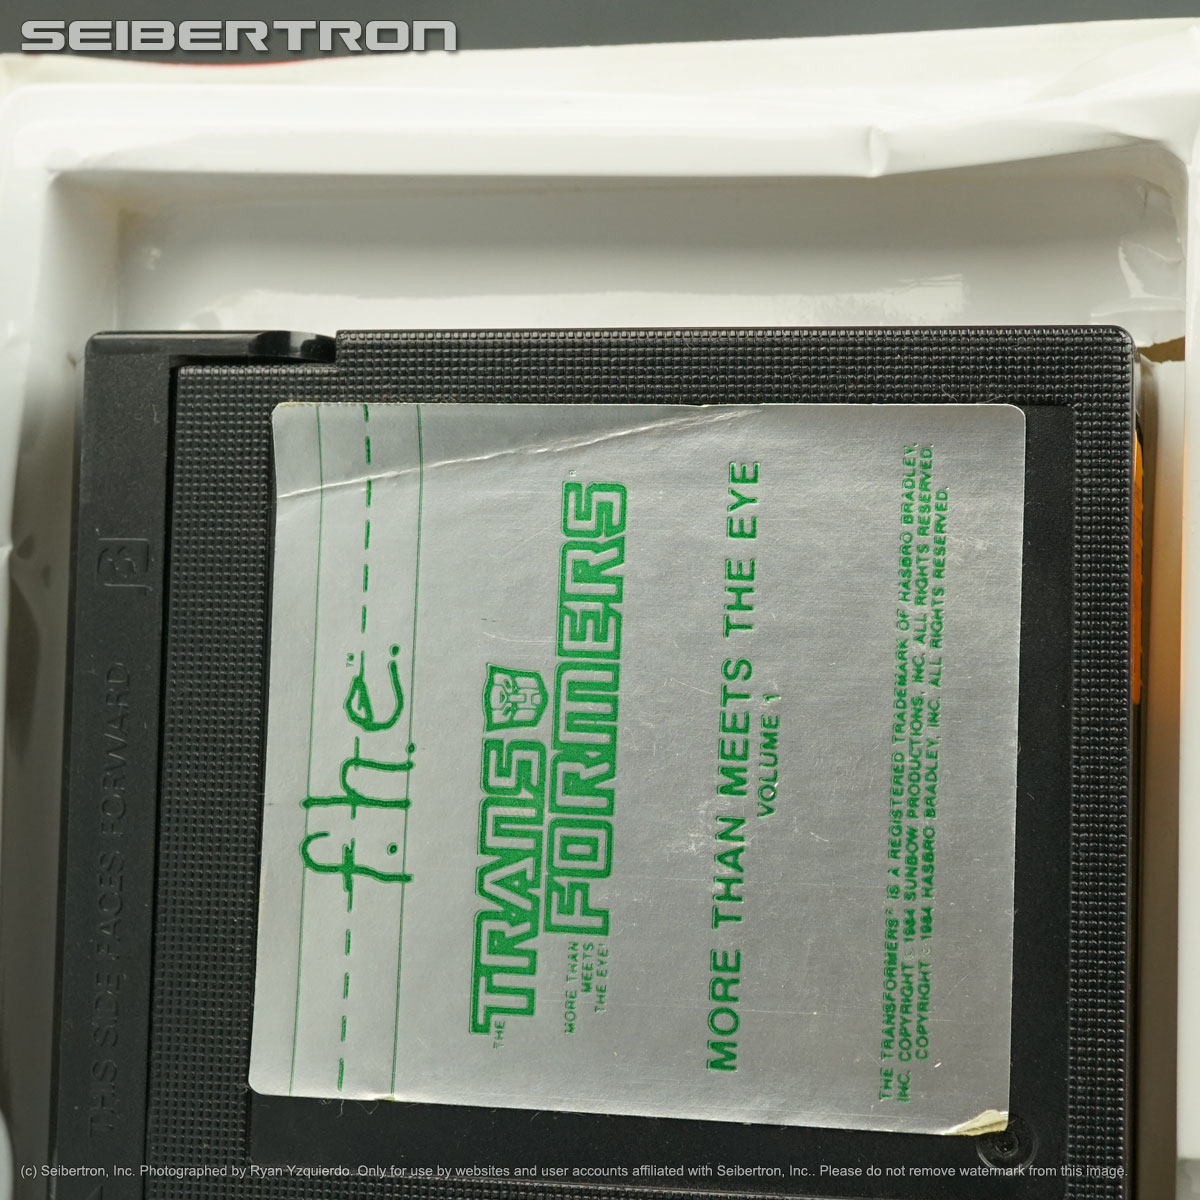 SEIBERTRON
THIS SIDE FACES FORWARD
f.h.e.™
THE TRANS
FORMERS
MORE THAN
MEETS
THE EYE!
MORE THAN MEETS THE EYE
VOLUME 1
THE TRANSFORMERS® IS A REGISTERED TRADEMARK OF HASBRO BRADLEY,
INC. COPYRIGHT © 1984 SUNBOW PRODUCTIONS, INC. ALL RIGHTS RESERVED.
COPYRIGHT © 1984 HASBRO BRADLEY, INC. ALL RIGHTS RESERVED.
(c) Seibertron, Inc. Photographed by Ryan Yzquierdo. Only for use by websites and user accounts affiliated with Seibertron, Inc.. Please do not remove watermark from this image.